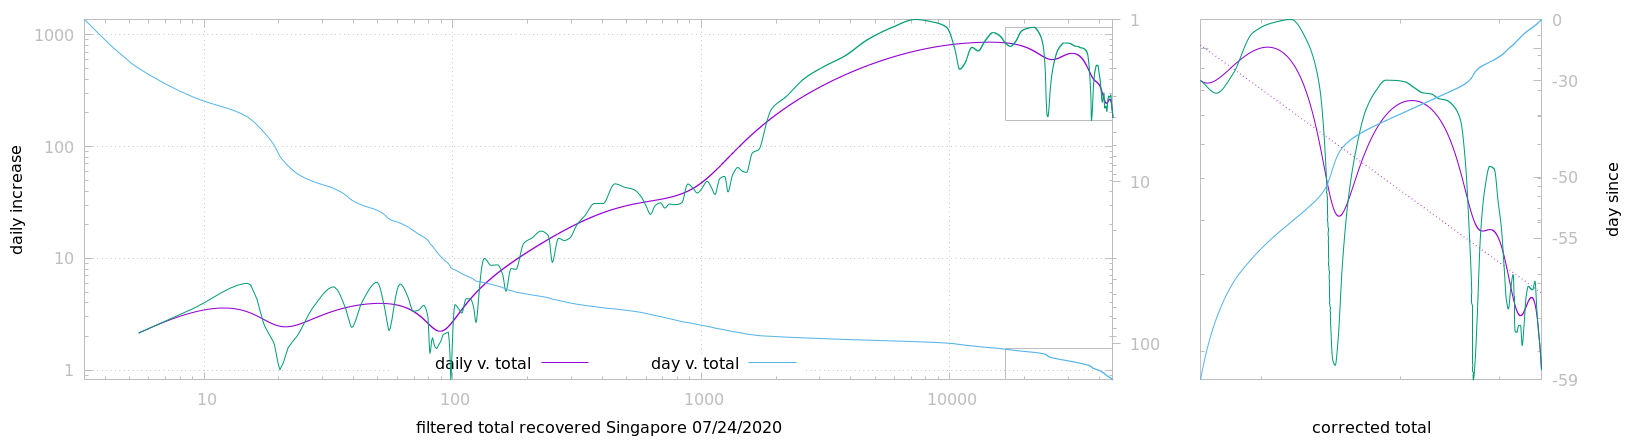 1000
100
10
1
daily increase
10
100
1000
10000
1
10
100
daily v. total
day v. total
filtered total recovered Singapore 07/24/2020
0
-30
-50
-55
-59
day since
corrected total